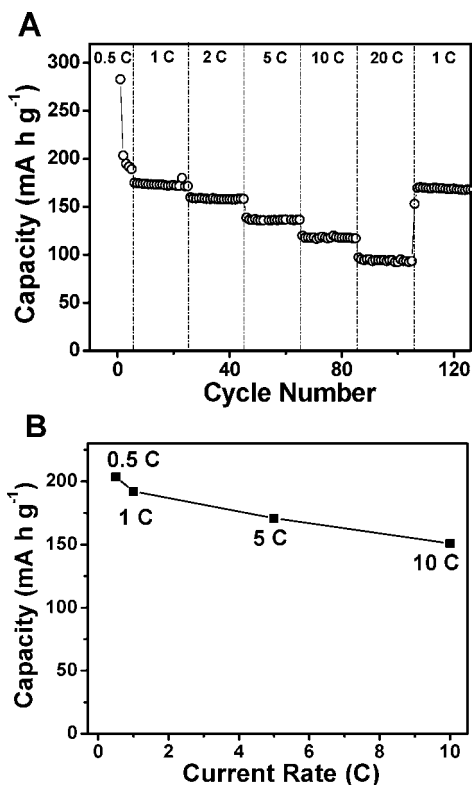 A
0.5 C 1 C 2 C 5 C 10 C 20 C 1 C
300
250
200
150
100
50
0
Capacity (mA h g⁻¹)
0 40 80 120
Cycle Number
B
0.5 C
1 C
5 C
10 C
200
150
100
50
0
Capacity (mA h g⁻¹)
0 2 4 6 8 10
Current Rate (C)